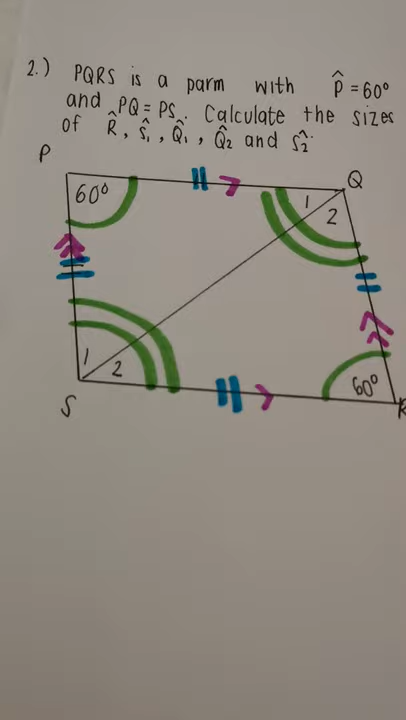 2.) PQRS is a parm with P̂ = 60°
and PQ = PS. Calculate the sizes
of R̂, Ŝ₁, Q̂₁, Q̂₂ and Ŝ₂.
P
Q
60°
1
2
1
2
60°
S
R